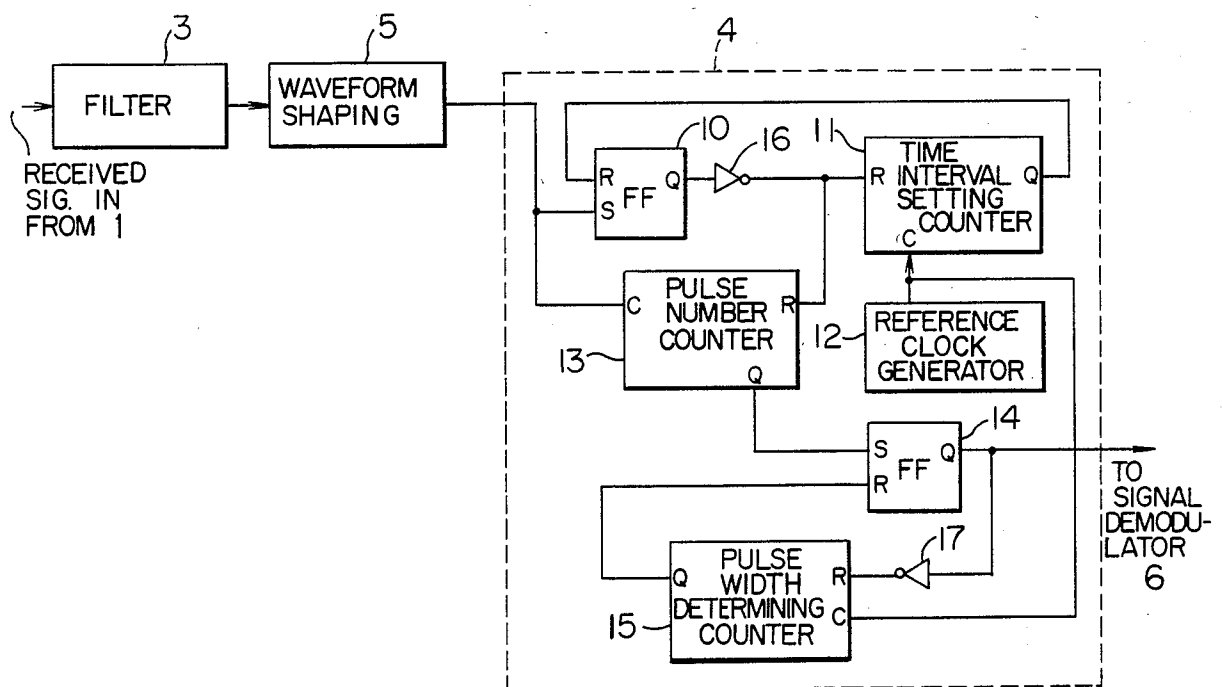 3
FILTER
RECEIVED
SIG. IN
FROM 1
5
WAVEFORM
SHAPING
4
10
R Q
FF
S
16
11
TIME
INTERVAL
SETTING
COUNTER
R Q
C
PULSE
NUMBER
COUNTER
C R
Q
13
12
REFERENCE
CLOCK
GENERATOR
14
S Q
FF
R
TO
SIGNAL
DEMODU-
LATOR
6
17
PULSE
WIDTH
DETERMINING
COUNTER
Q R
C
15